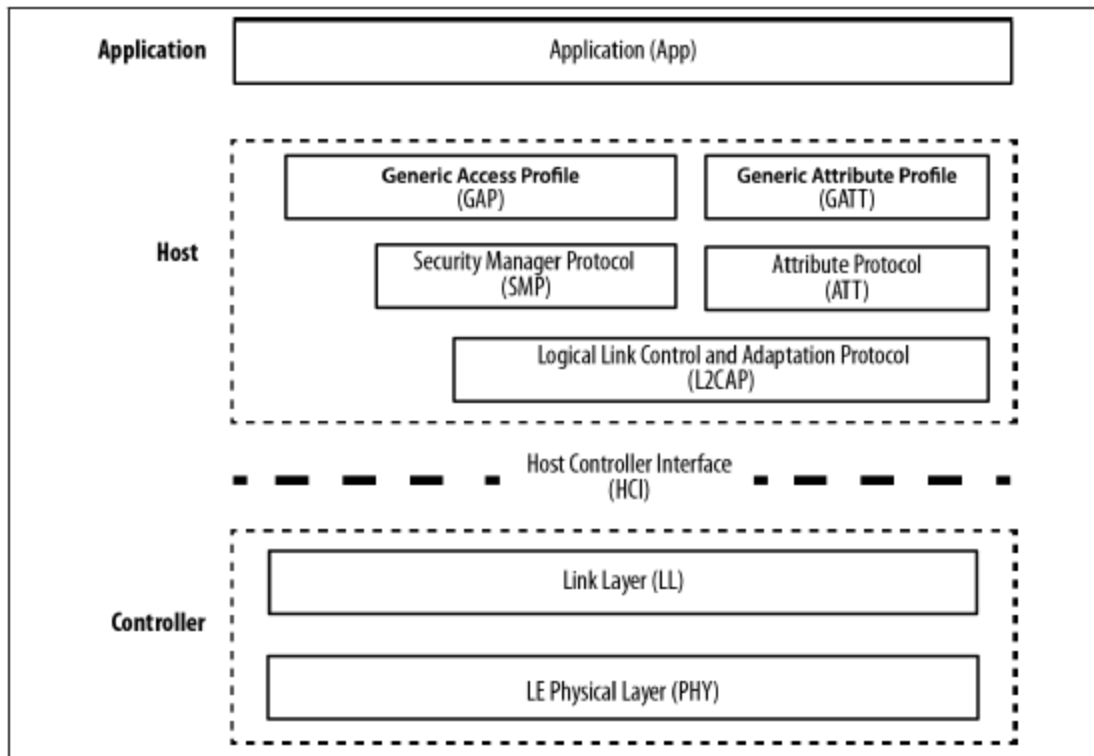 Application
Application (App)
Generic Access Profile
(GAP)
Generic Attribute Profile
(GATT)
Host
Security Manager Protocol
(SMP)
Attribute Protocol
(ATT)
Logical Link Control and Adaptation Protocol
(L2CAP)
Host Controller Interface
(HCI)
Link Layer (LL)
Controller
LE Physical Layer (PHY)